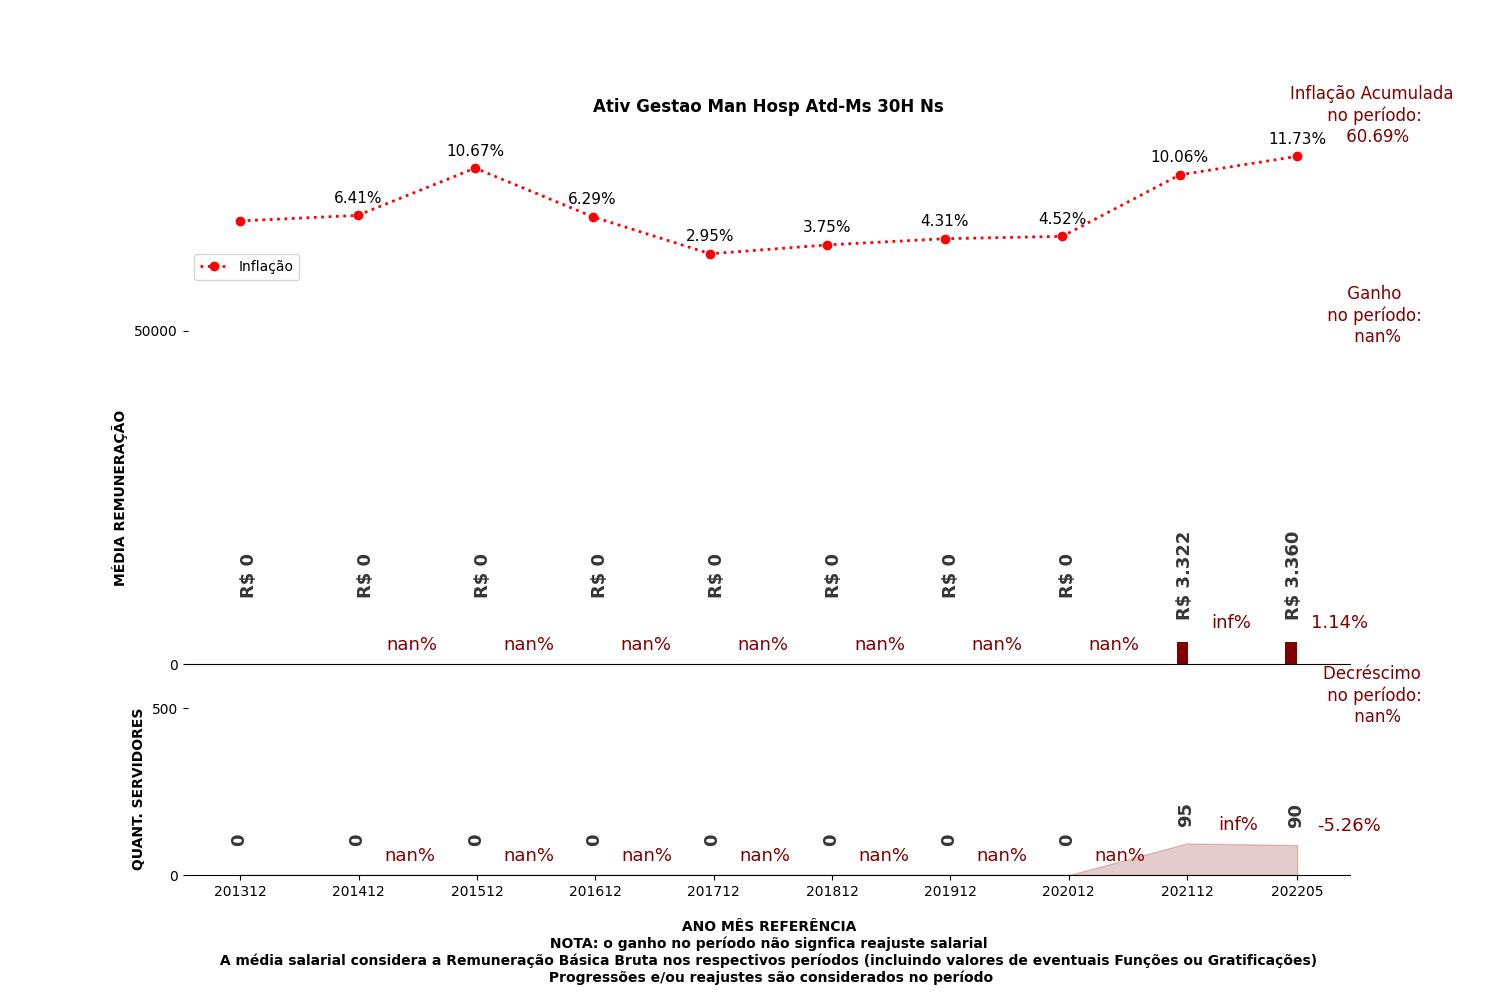 Ativ Gestao Man Hosp Atd-Ms 30H Ns
Inflação Acumulada
no período:
60.69%
6.41%
10.67%
6.29%
2.95%
3.75%
4.31%
4.52%
10.06%
11.73%
Inflação
Ganho
no período:
nan%
50000
0
MÉDIA REMUNERAÇÃO
R$ 0
R$ 0
R$ 0
R$ 0
R$ 0
R$ 0
R$ 0
R$ 0
R$ 3.322
R$ 3.360
nan%
nan%
nan%
nan%
nan%
nan%
nan%
inf%
1.14%
Decréscimo
no período:
nan%
500
0
QUANT. SERVIDORES
0
0
0
0
0
0
0
0
95
90
nan%
nan%
nan%
nan%
nan%
nan%
nan%
inf%
-5.26%
201312
201412
201512
201612
201712
201812
201912
202012
202112
202205
ANO MÊS REFERÊNCIA
NOTA: o ganho no período não signfica reajuste salarial
A média salarial considera a Remuneração Básica Bruta nos respectivos períodos (incluindo valores de eventuais Funções ou Gratificações)
Progressões e/ou reajustes são considerados no período